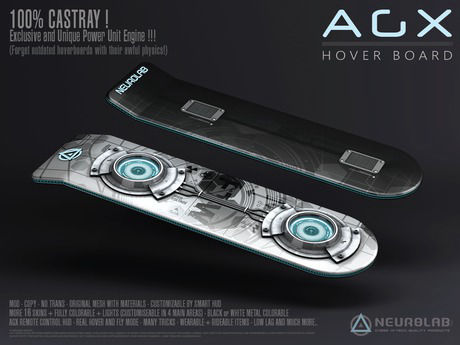 100% CASTRAY !
Exclusive and Unique Power Unit Engine !!!
(Forget outdated hoverboards with their awful physics!)
AGX
HOVER BOARD
NEUROLAB
MOD - COPY - NO TRANS - ORIGINAL MESH WITH MATERIALS - CUSTOMIZABLE BY SMART HUD
MORE 16 SKINS + FULLY COLORABLE + LIGHTS (CUSTOMISEABLE IN 4 MAIN AREAS) - BLACK or WHITE METAL COLORABLE
AGX REMOTE CONTROL HUD - REAL HOVER AND FLY MODE - MANY TRICKS - WEARABLE + RIDEABLE ITEMS - LOW LAG AND MUCH MORE.
NEUROLAB